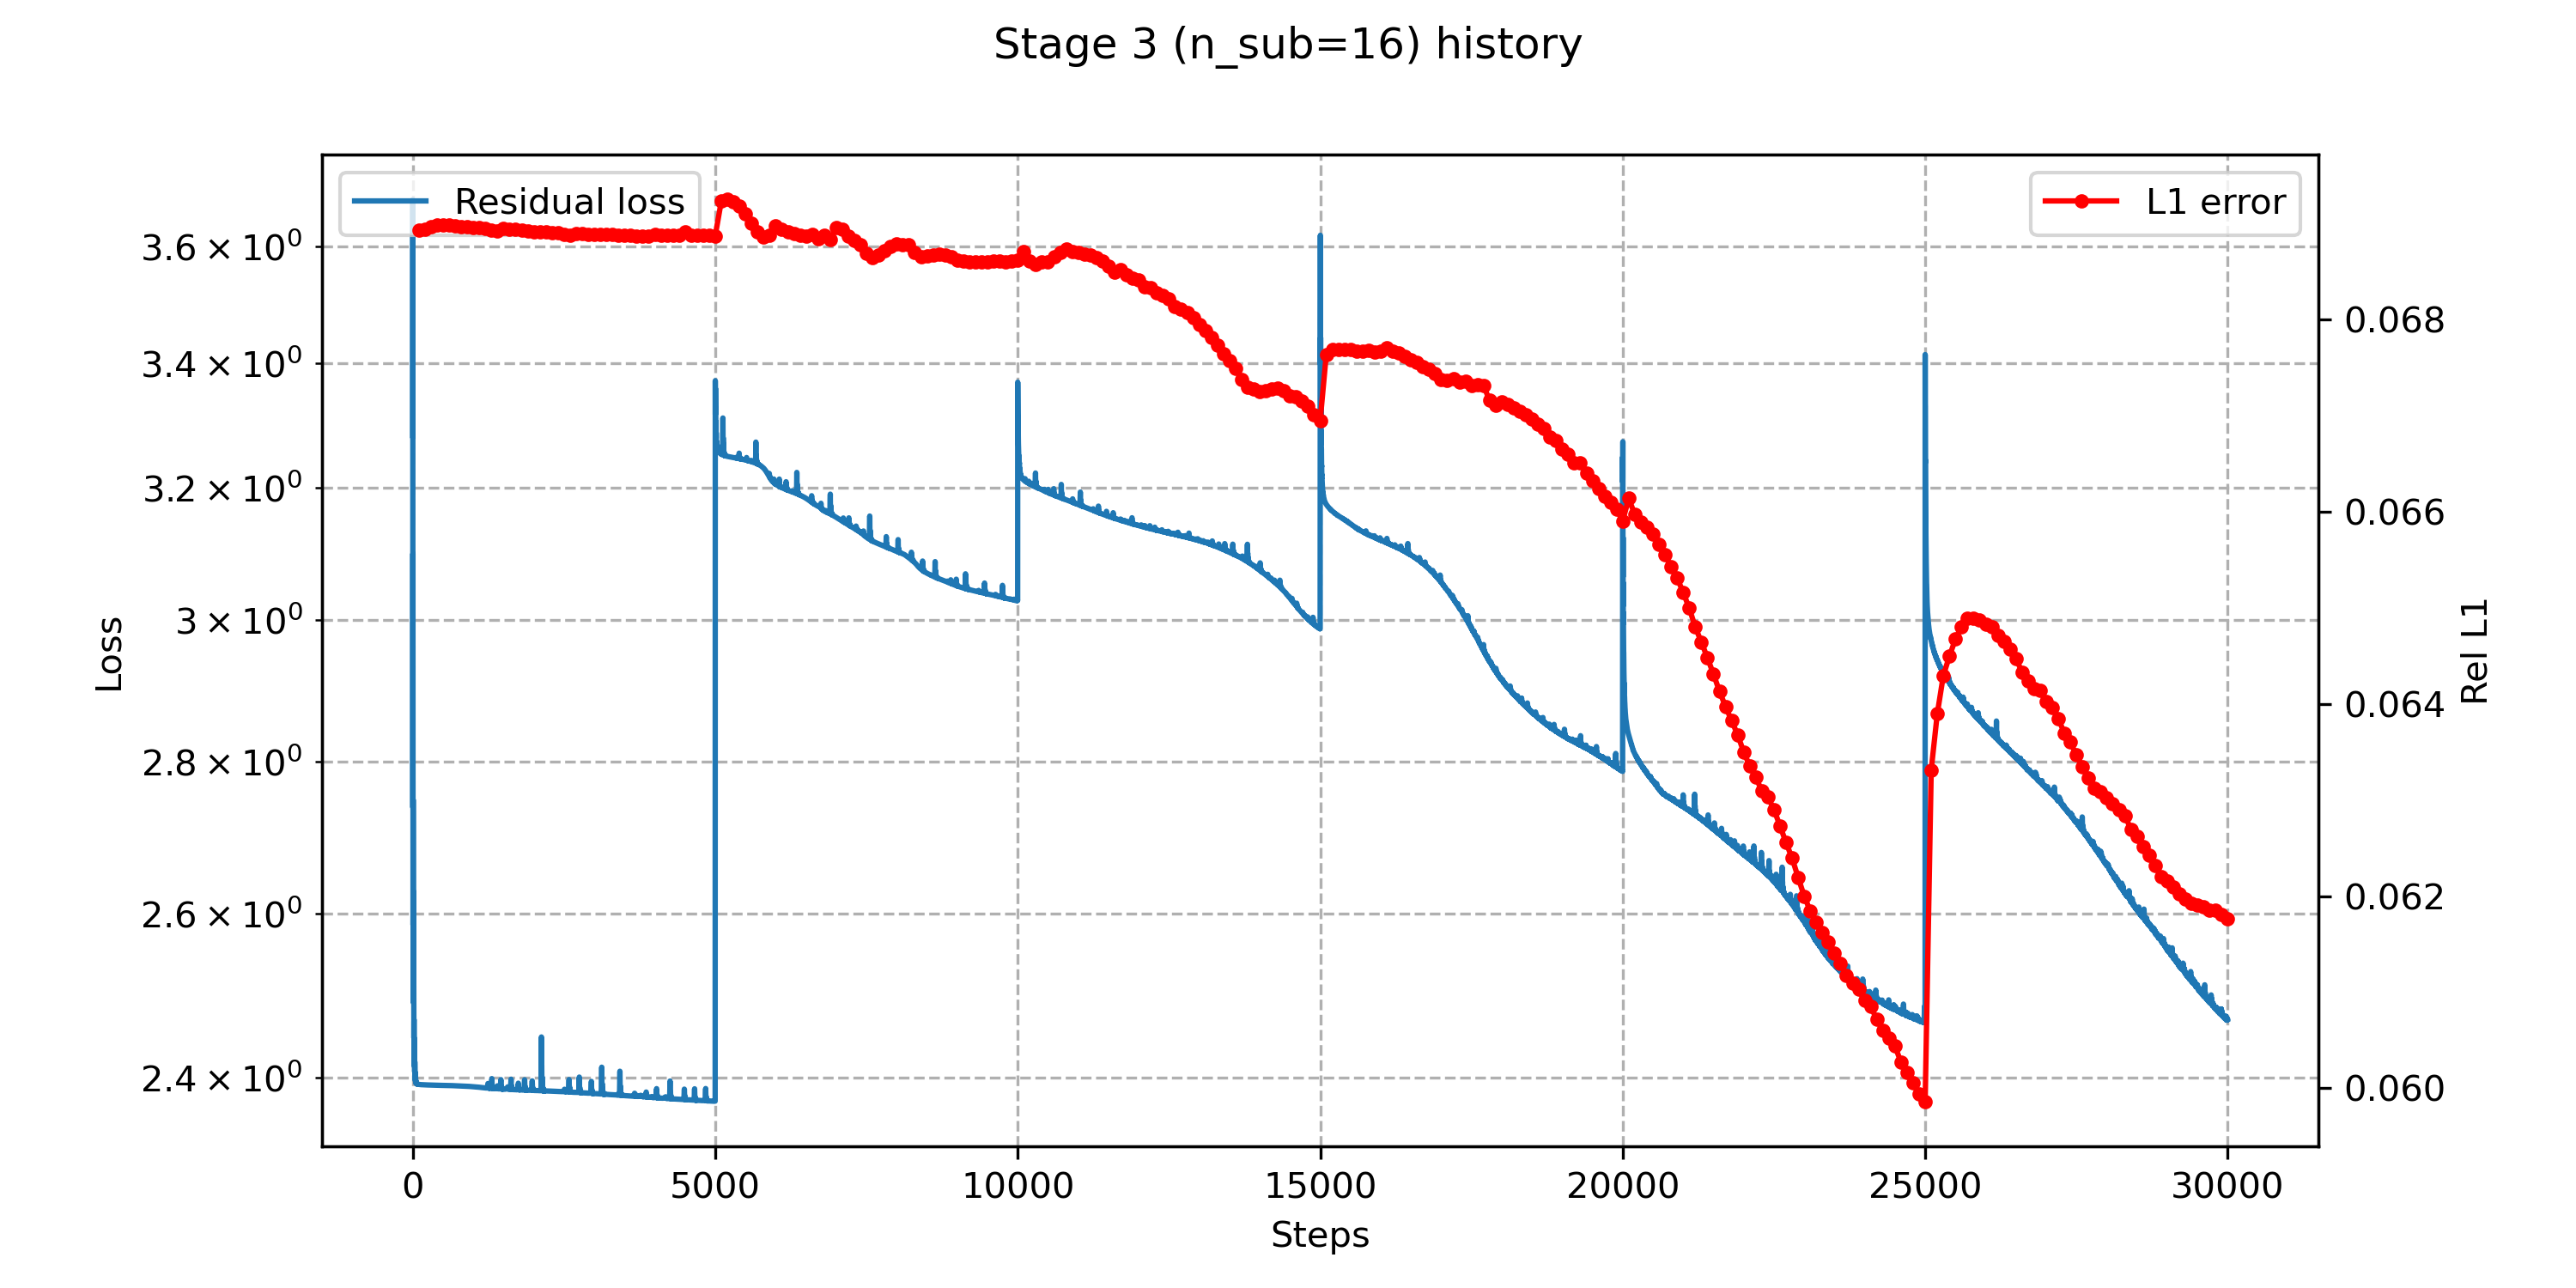 Stage 3 (n_sub=16) history
Residual loss
L1 error
3.6 × 10⁰
3.4 × 10⁰
3.2 × 10⁰
3 × 10⁰
2.8 × 10⁰
2.6 × 10⁰
2.4 × 10⁰
Loss
0.068
0.066
0.064
0.062
0.060
Rel L1
0
5000
10000
15000
20000
25000
30000
Steps